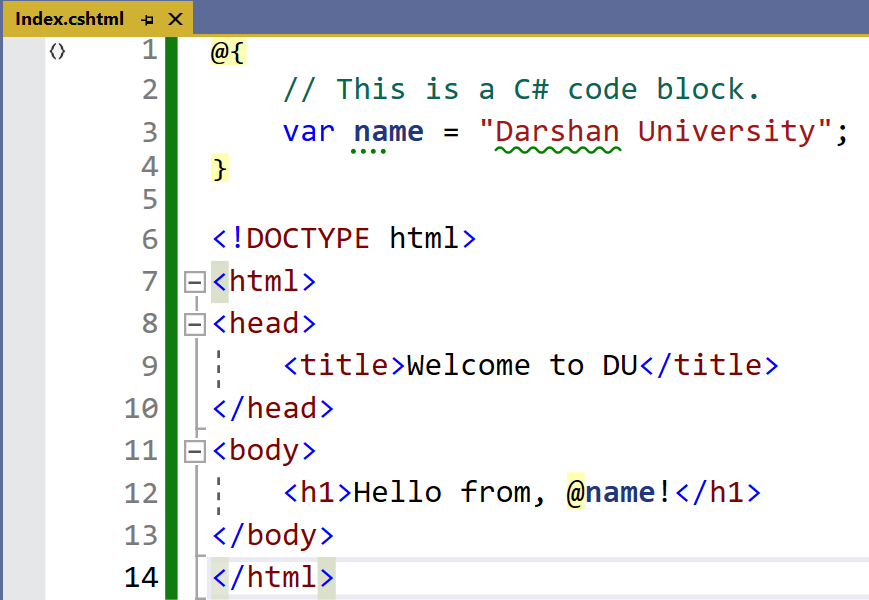 Index.cshtml
1 @{
2     // This is a C# code block.
3     var name = "Darshan University";
4 }
5
6 <!DOCTYPE html>
7 <html>
8 <head>
9     <title>Welcome to DU</title>
10 </head>
11 <body>
12     <h1>Hello from, @name!</h1>
13 </body>
14 </html>